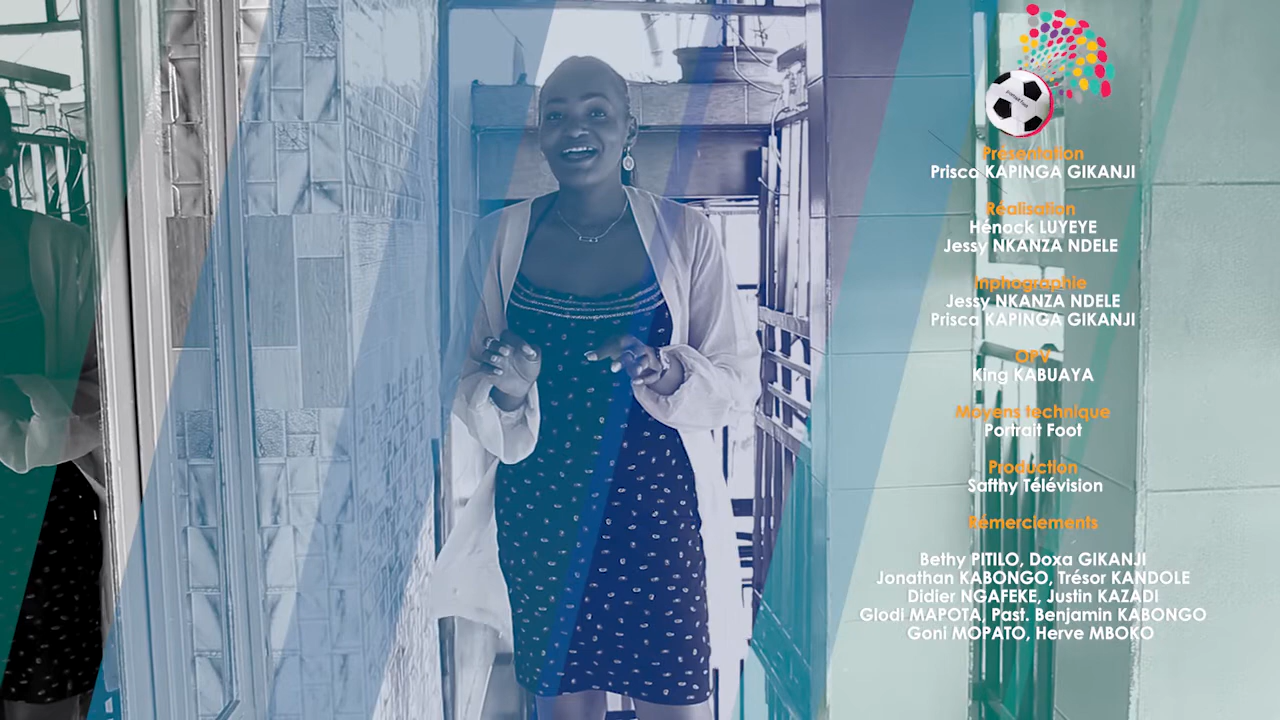 Présentation
Prisca KAPINGA GIKANJI
Réalisation
Hénock LUYEYE
Jessy NKANZA NDELE
Inphographie
Jessy NKANZA NDELE
Prisca KAPINGA GIKANJI
OPV
King KABUAYA
Moyens technique
Portrait Foot
Production
Safthy Télévision
Rémerciements
Bethy PITILO, Doxa GIKANJI
Jonathan KABONGO, Trésor KANDOLE
Didier NGAFEKE, Justin KAZADI
Glodi MAPOTA, Past. Benjamin KABONGO
Goni MOPATO, Herve MBOKO